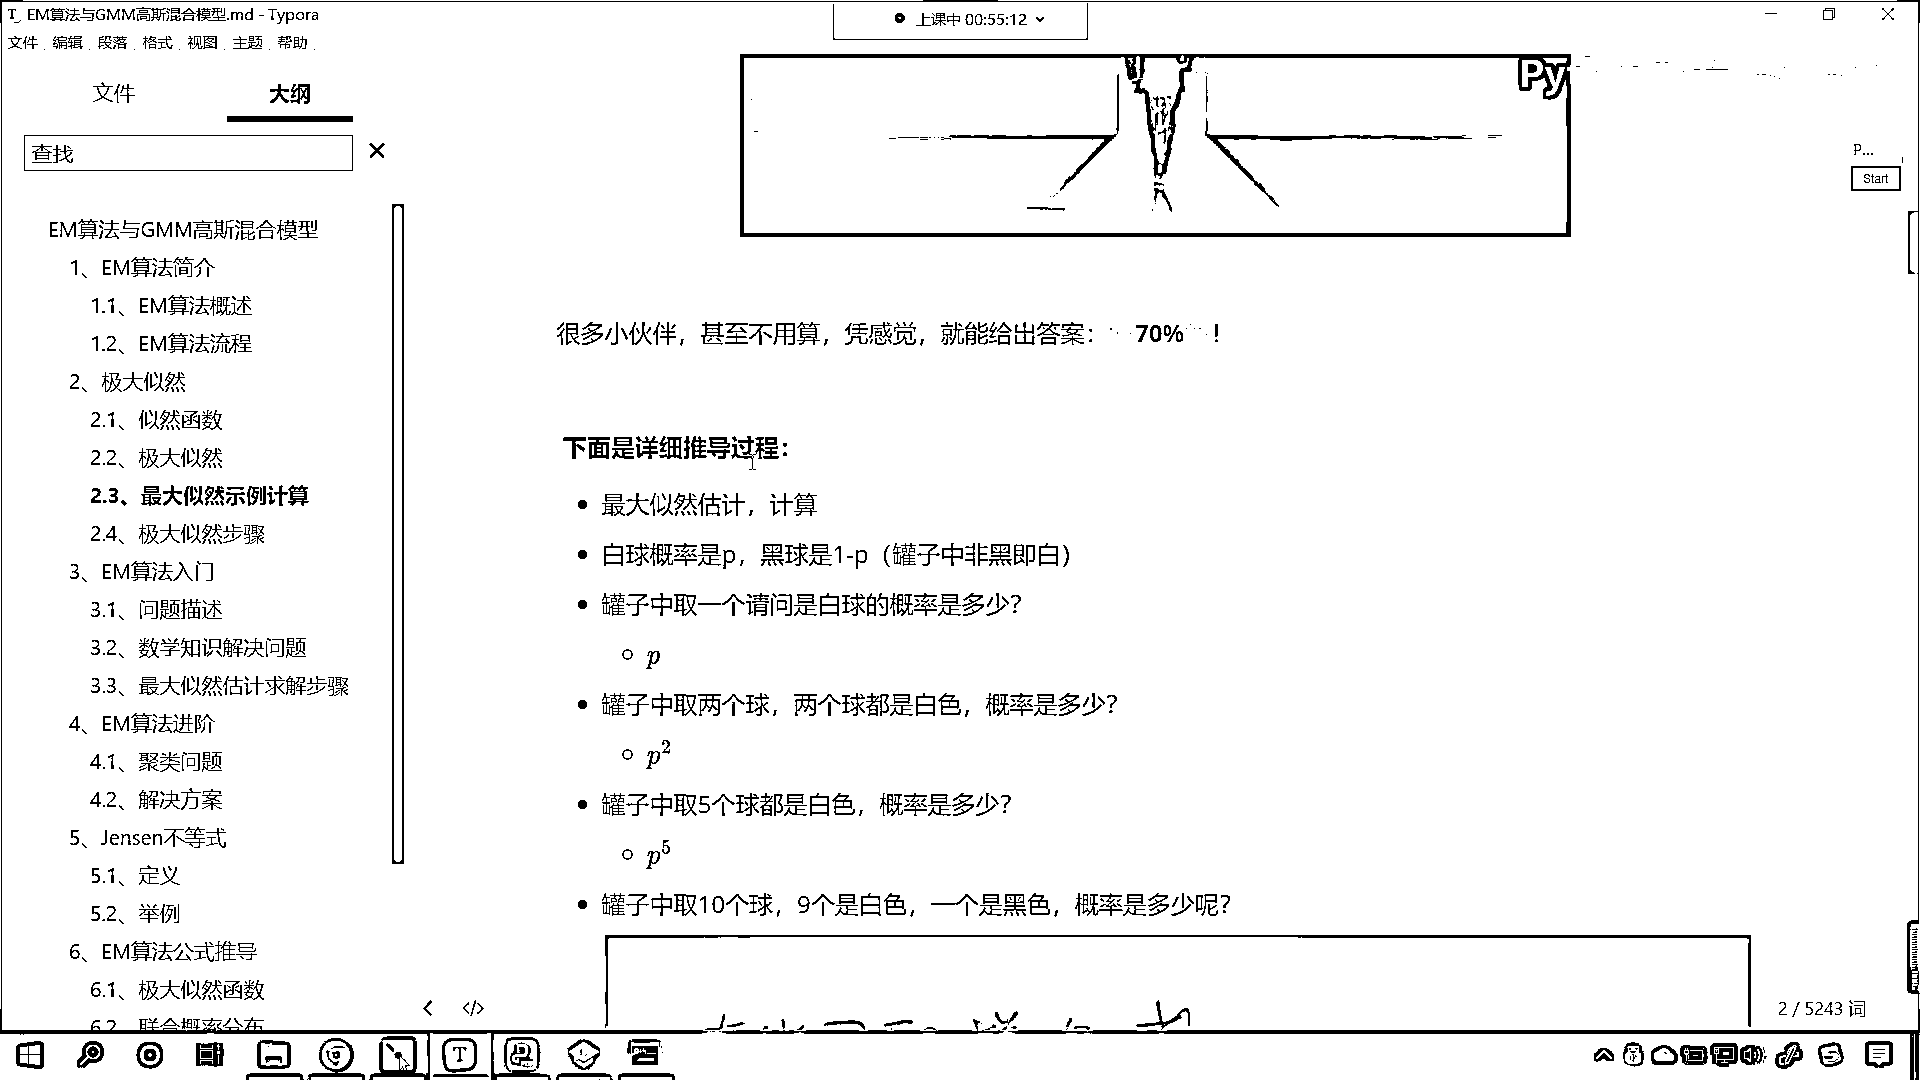 EM算法与GMM高斯混合模型.md - Typora
上课中 00:55:12
文件 编辑 段落 格式 视图 主题 帮助
文件 大纲
查找
EM算法与GMM高斯混合模型
1、EM算法简介
1.1、EM算法概述
1.2、EM算法流程
2、极大似然
2.1、似然函数
2.2、极大似然
2.3、最大似然示例计算
2.4、极大似然步骤
3、EM算法入门
3.1、问题描述
3.2、数学知识解决问题
3.3、最大似然估计求解步骤
4、EM算法进阶
4.1、聚类问题
4.2、解决方案
5、Jensen不等式
5.1、定义
5.2、举例
6、EM算法公式推导
6.1、极大似然函数
6.2、联合概率分布
Py
P...
Start
很多小伙伴，甚至不用算，凭感觉，就能给出答案：70%！
下面是详细推导过程：
最大似然估计，计算
白球概率是p，黑球是1-p（罐子中非黑即白）
罐子中取一个请问是白球的概率是多少？
p
罐子中取两个球，两个球都是白色，概率是多少？
p²
罐子中取5个球都是白色，概率是多少？
p⁵
罐子中取10个球，9个是白色，一个是黑色，概率是多少呢？
2 / 5243 词